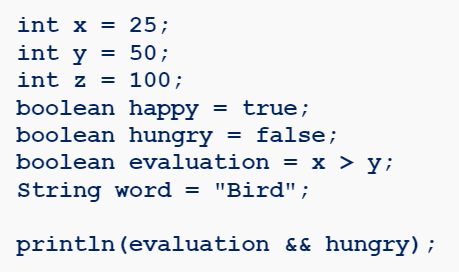 int x = 25;
int y = 50;
int z = 100;
boolean happy = true;
boolean hungry = false;
boolean evaluation = x > y;
String word = "Bird";
println(evaluation && hungry);